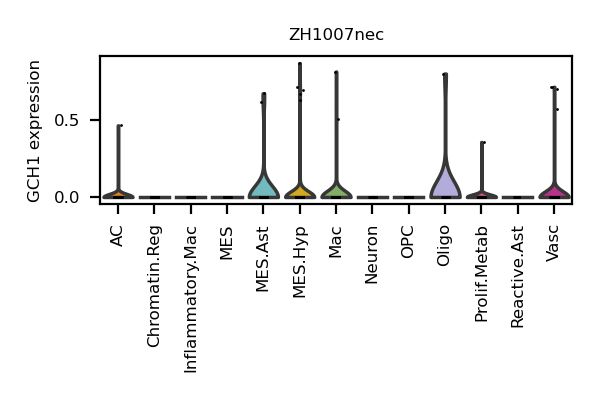 ZH1007nec
GCH1 expression
0.5
0.0
AC
Chromatin.Reg
Inflammatory.Mac
MES
MES.Ast
MES.Hyp
Mac
Neuron
OPC
Oligo
Prolif.Metab
Reactive.Ast
Vasc